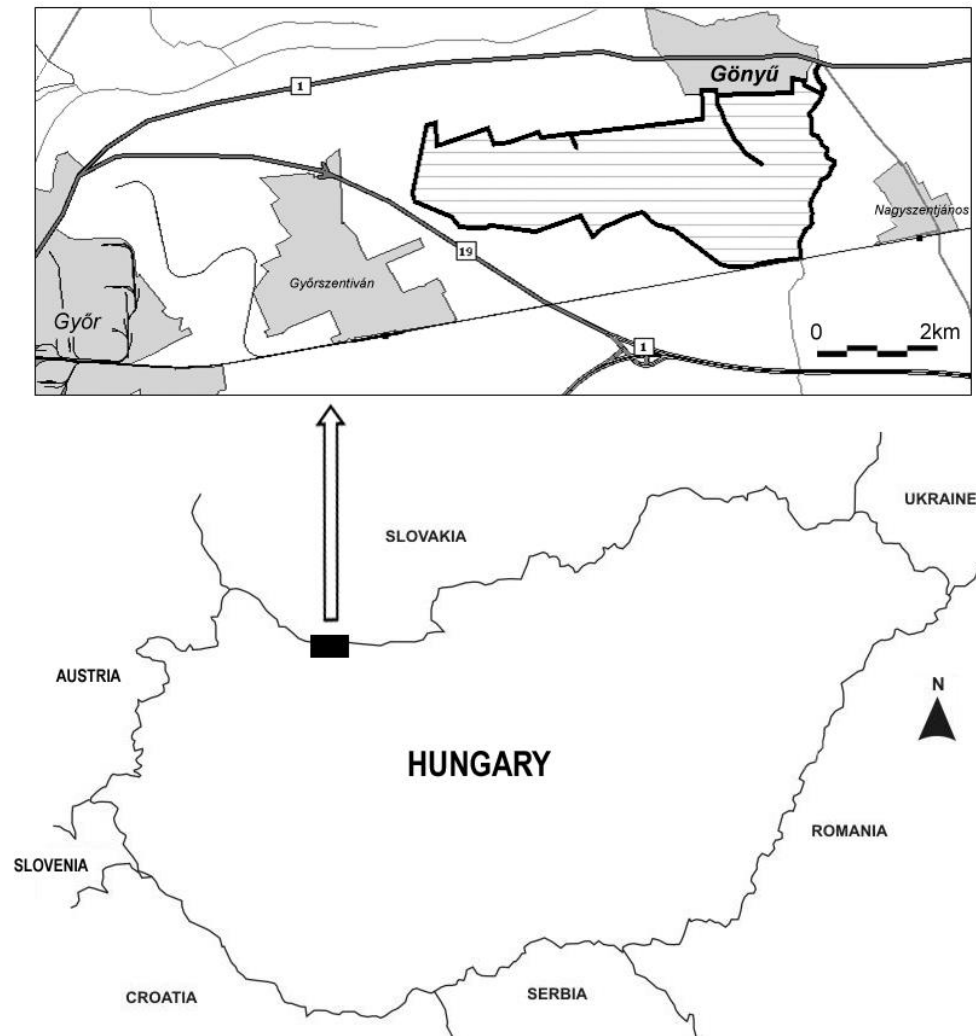 1
Gönyű
19
Nagyszentjános
Győrszentiván
Győr
1
0 2km
UKRAINE
SLOVAKIA
AUSTRIA
N
HUNGARY
ROMANIA
SLOVENIA
CROATIA
SERBIA